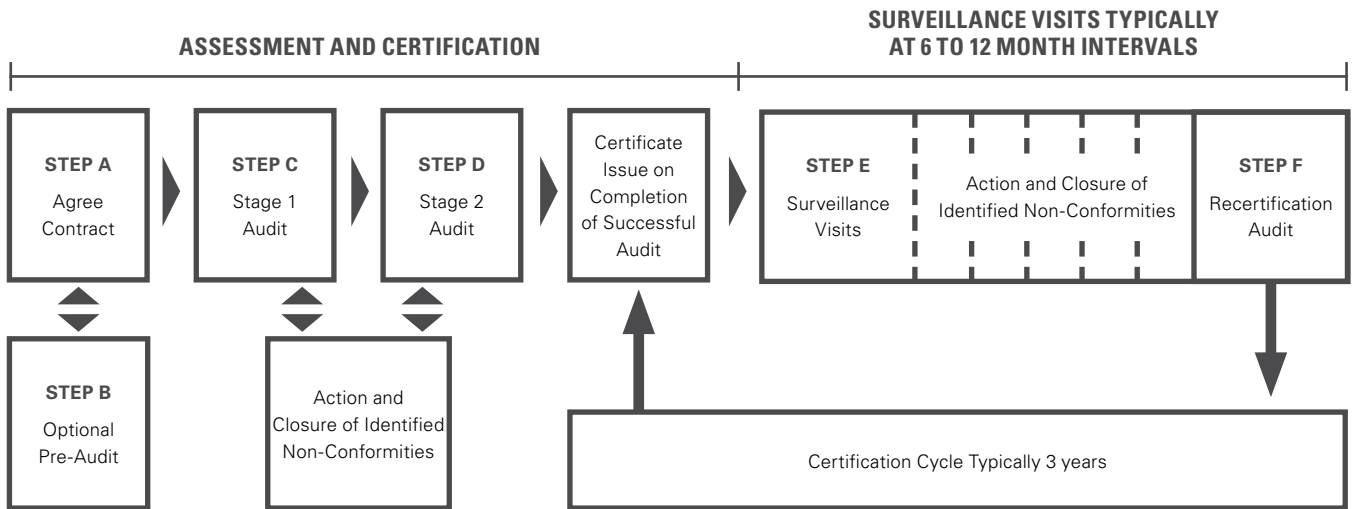 ASSESSMENT AND CERTIFICATION
SURVEILLANCE VISITS TYPICALLY
AT 6 TO 12 MONTH INTERVALS
STEP A
Agree
Contract
STEP C
Stage 1
Audit
STEP D
Stage 2
Audit
Certificate
Issue on
Completion
of Successful
Audit
STEP E
Surveillance
Visits
Action and Closure of
Identified Non-Conformities
STEP F
Recertification
Audit
STEP B
Optional
Pre-Audit
Action and
Closure of Identified
Non-Conformities
Certification Cycle Typically 3 years